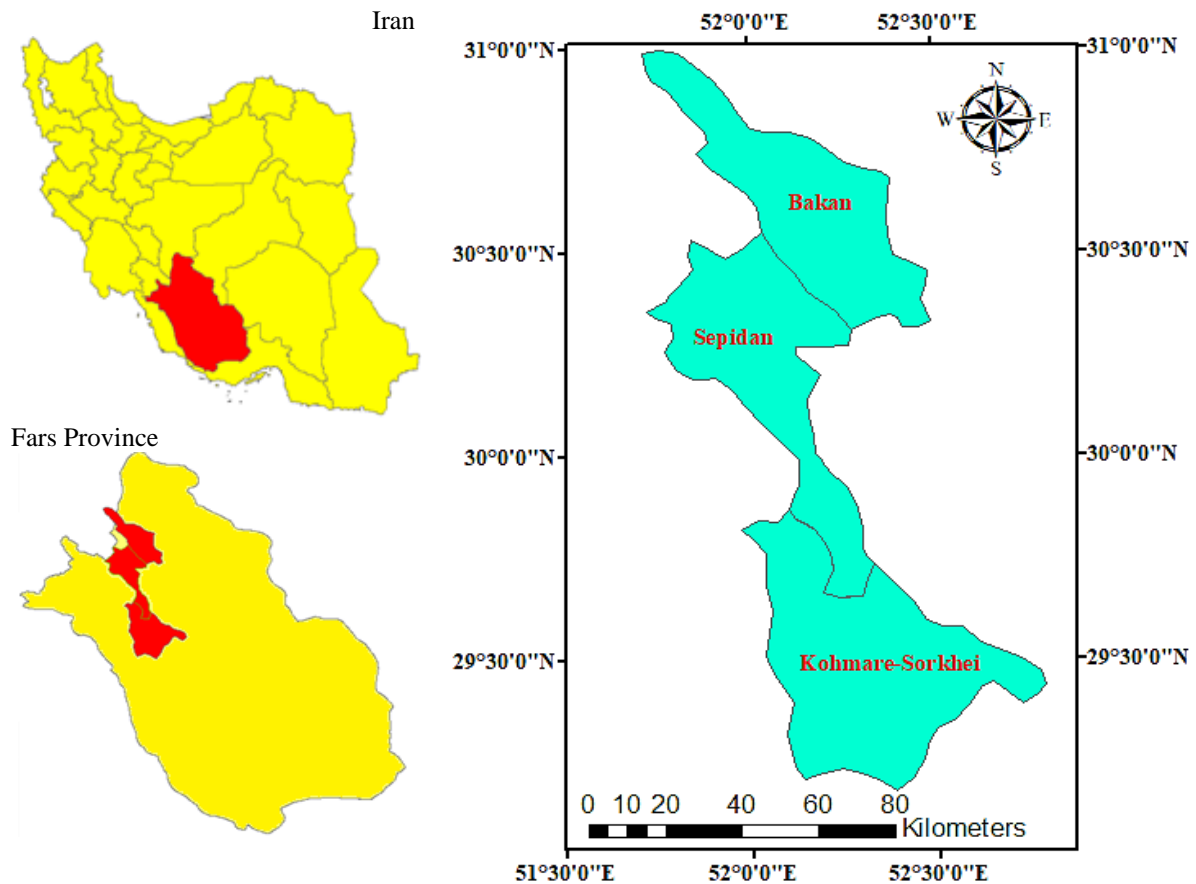 Iran
Fars Province
52°0'0"E 52°30'0"E
31°0'0"N 31°0'0"N
N
W E
S
Bakan
30°30'0"N 30°30'0"N
Sepidan
30°0'0"N 30°0'0"N
29°30'0"N 29°30'0"N
Kohmare-Sorkhei
0 10 20 40 60 80
Kilometers
51°30'0"E 52°0'0"E 52°30'0"E